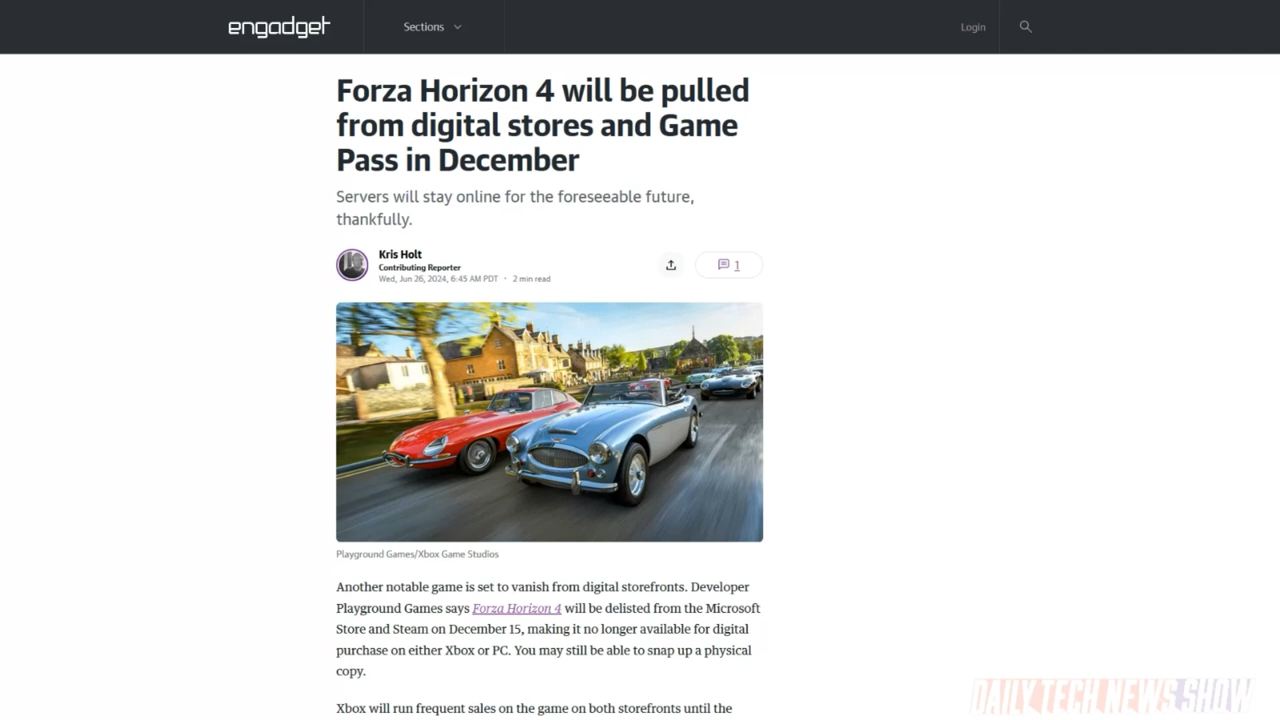 engadget
Sections
Login
Forza Horizon 4 will be pulled
from digital stores and Game
Pass in December
Servers will stay online for the foreseeable future,
thankfully.
Kris Holt
Contributing Reporter
Wed, Jun 26, 2024, 6:45 AM PDT · 2 min read
1
Playground Games/Xbox Game Studios
Another notable game is set to vanish from digital storefronts. Developer
Playground Games says Forza Horizon 4 will be delisted from the Microsoft
Store and Steam on December 15, making it no longer available for digital
purchase on either Xbox or PC. You may still be able to snap up a physical
copy.
Xbox will run frequent sales on the game on both storefronts until the
DAILY TECH NEWS SHOW